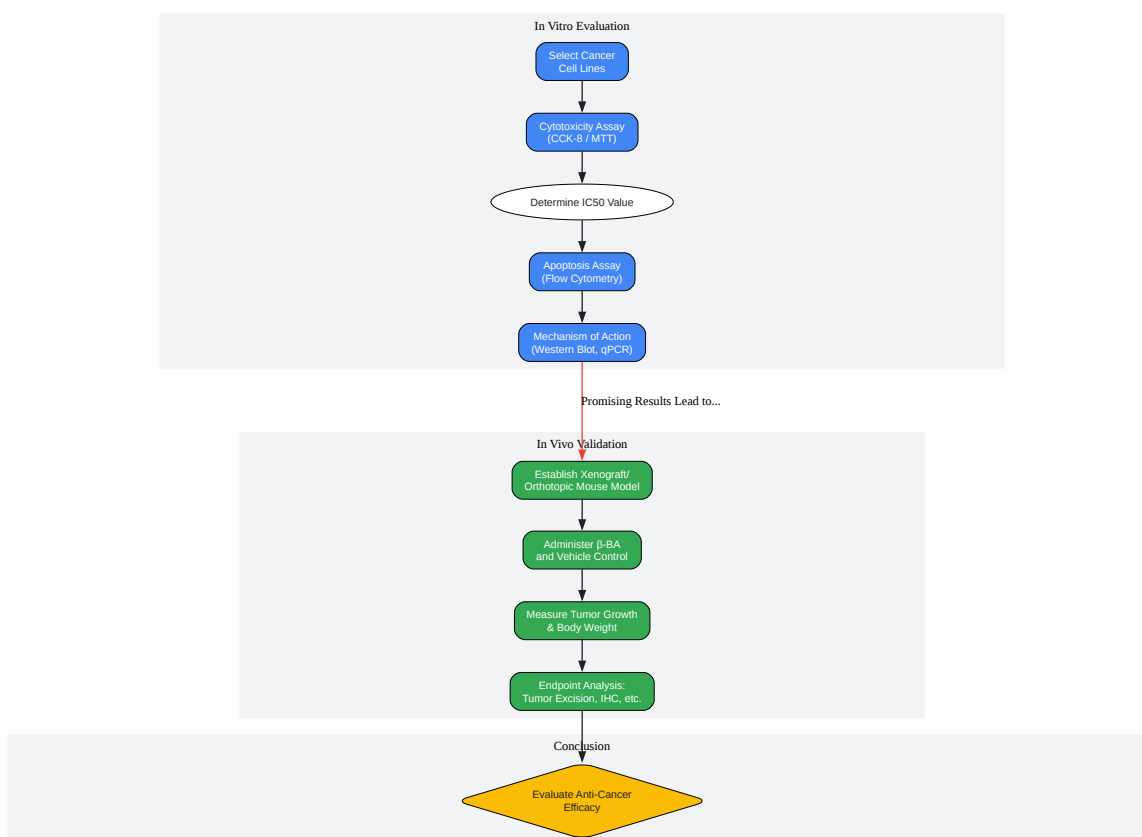 In Vitro Evaluation
Select Cancer
Cell Lines
Cytotoxicity Assay
(CCK-8 / MTT)
Determine IC50 Value
Apoptosis Assay
(Flow Cytometry)
Mechanism of Action
(Western Blot, qPCR)
Promising Results Lead to...
In Vivo Validation
Establish Xenograft/
Orthotopic Mouse Model
Administer β-BA
and Vehicle Control
Measure Tumor Growth
& Body Weight
Endpoint Analysis:
Tumor Excision, IHC, etc.
Conclusion
Evaluate Anti-Cancer
Efficacy